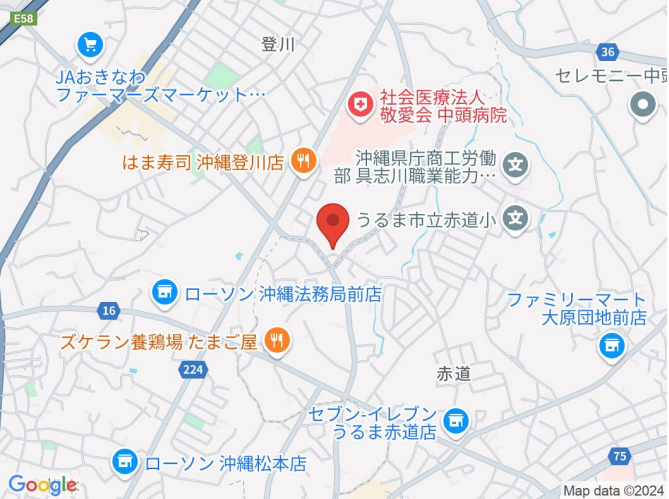 E58
登川
36
JAおきなわ
ファーマーズマーケット…
セレモニー中頭
社会医療法人
敬愛会 中頭病院
はま寿司 沖縄登川店
沖縄県庁商工労働
部 具志川職業能力…
うるま市立赤道小
ローソン 沖縄法務局前店
16
ファミリーマート
大原団地前店
ズケラン養鶏場 たまご屋
224
赤道
セブン-イレブン
うるま赤道店
75
ローソン 沖縄松本店
Google
Map data ©2024